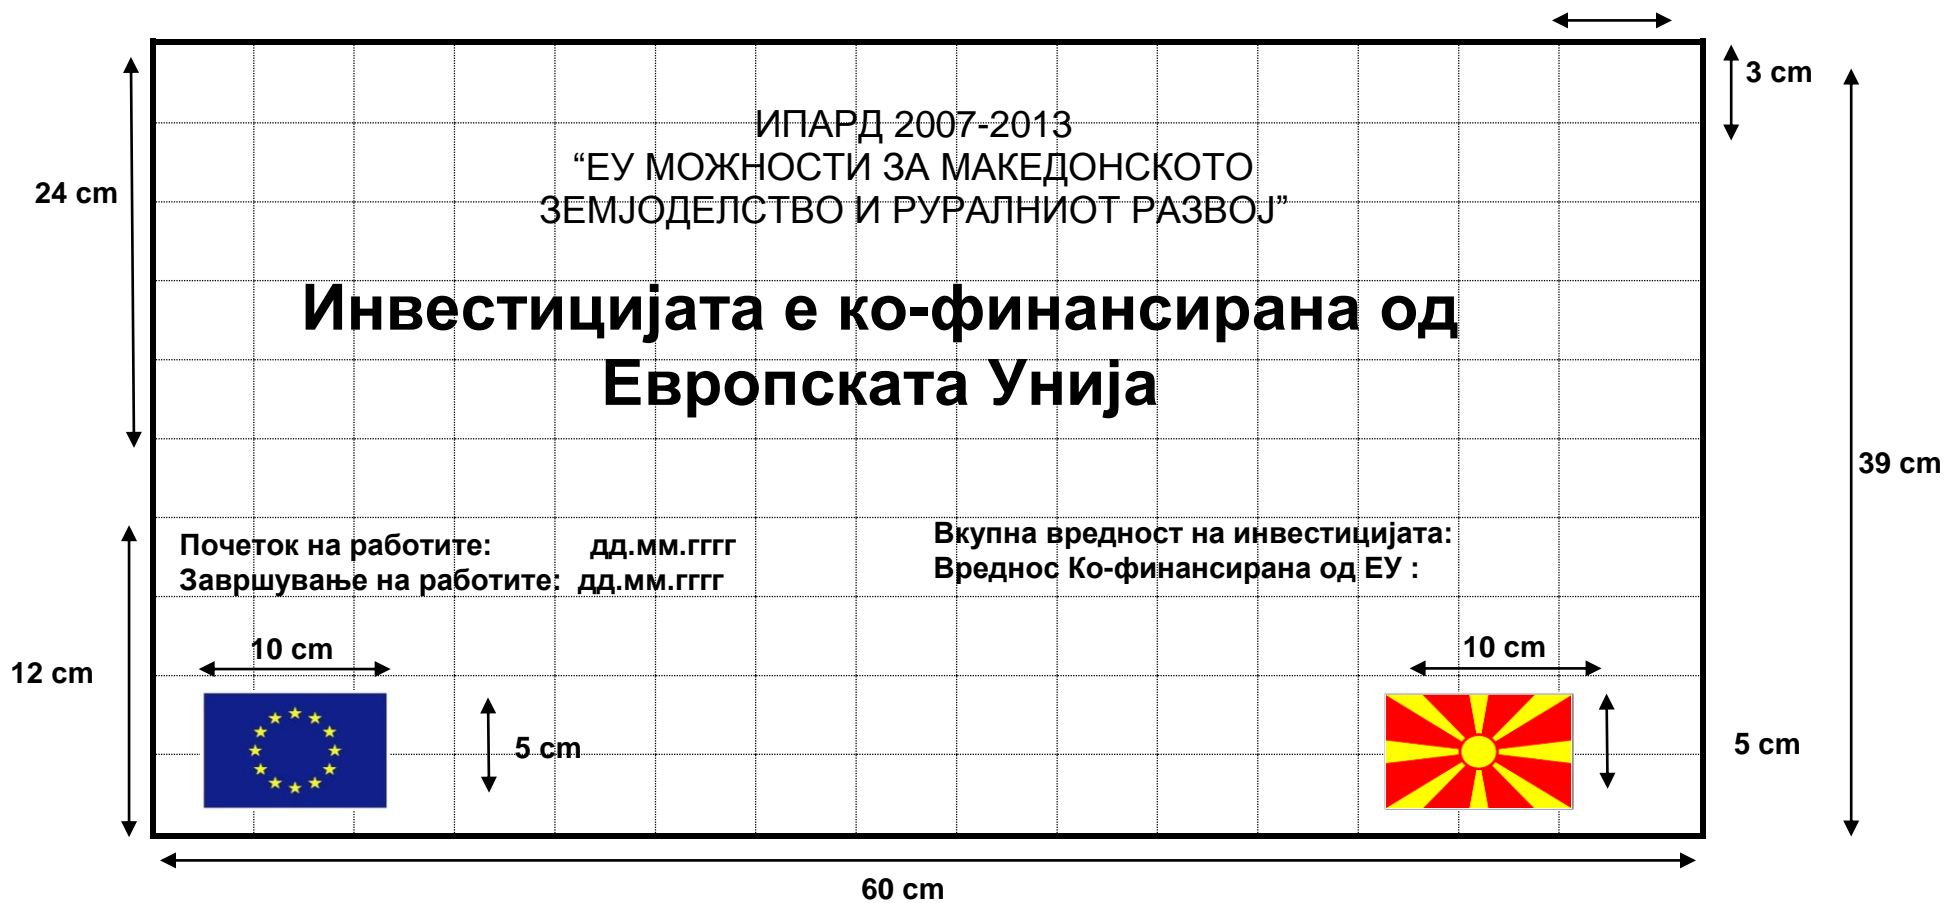 3 cm
ИПАРД 2007-2013
“ЕУ МОЖНОСТИ ЗА МАКЕДОНСКОТО
ЗЕМЈОДЕЛСТВО И РУРАЛНИОТ РАЗВОЈ”
24 cm
Инвестицијата е ко-финансирана од
Европската Унија
39 cm
Почеток на работите: дд.мм.гггг
Завршување на работите: дд.мм.гггг
Вкупна вредност на инвестицијата:
Вреднос Ко-финансирана од ЕУ :
10 cm
10 cm
12 cm
5 cm
5 cm
60 cm